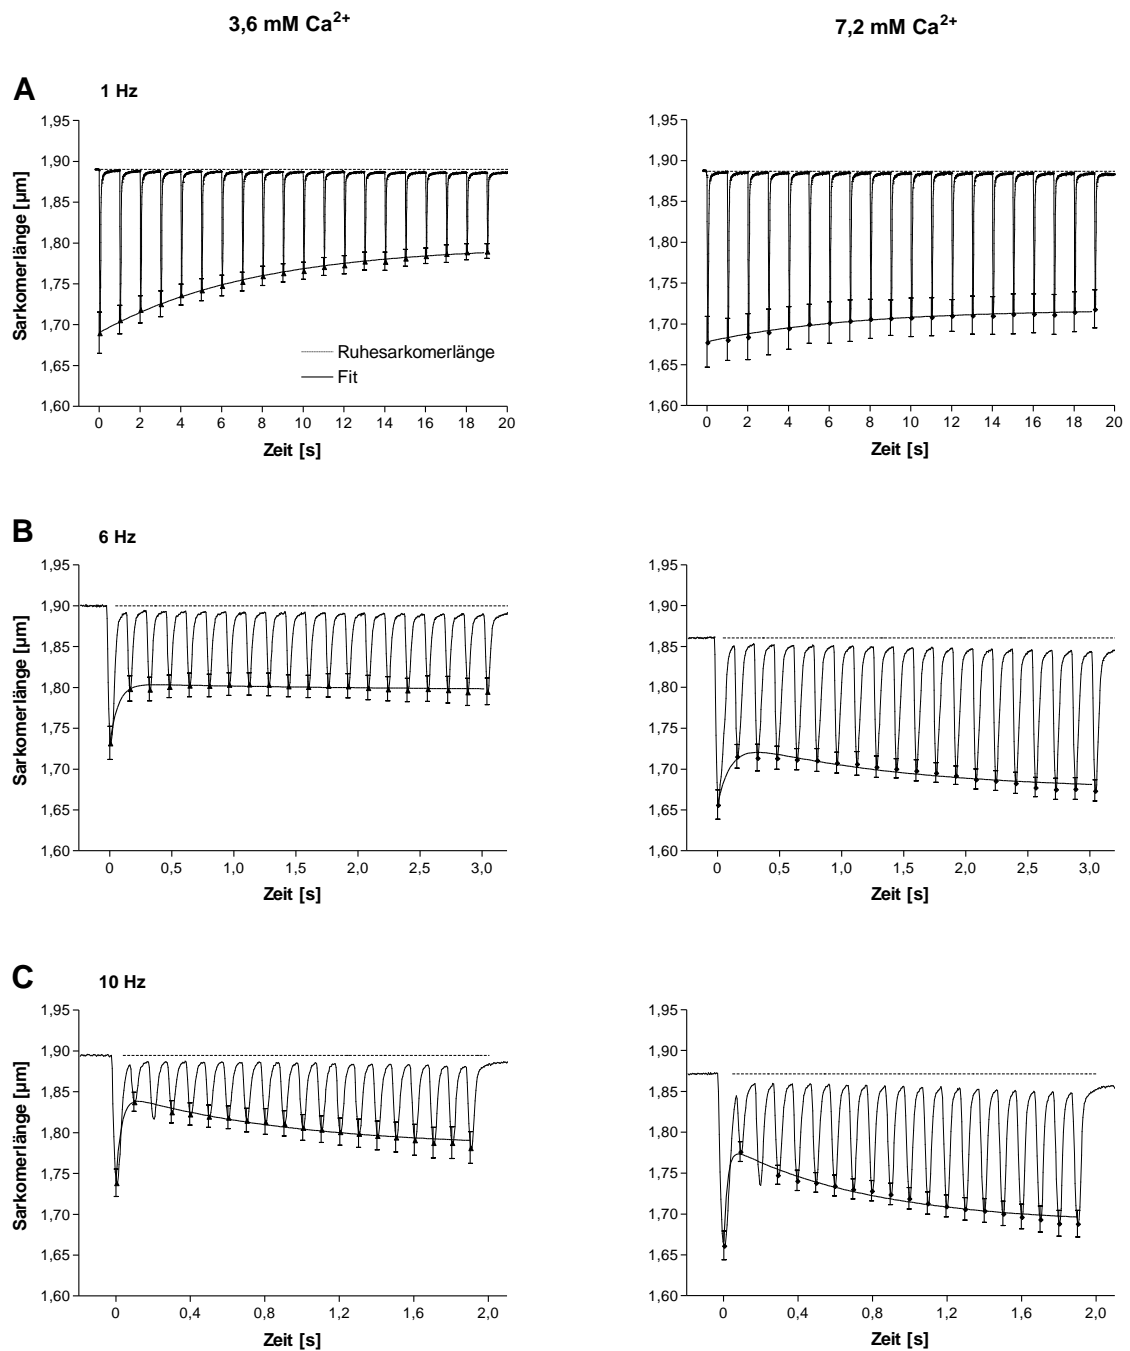 3,6 mM Ca²⁺
7,2 mM Ca²⁺
A
1 Hz
Sarkomerlänge [µm]
1,95
1,90
1,85
1,80
1,75
1,70
1,65
1,60
0 2 4 6 8 10 12 14 16 18 20
Zeit [s]
Ruhesarkomerlänge
Fit
1,95
1,90
1,85
1,80
1,75
1,70
1,65
1,60
0 2 4 6 8 10 12 14 16 18 20
Zeit [s]
B
6 Hz
Sarkomerlänge [µm]
1,95
1,90
1,85
1,80
1,75
1,70
1,65
1,60
0 0,5 1,0 1,5 2,0 2,5 3,0
Zeit [s]
1,95
1,90
1,85
1,80
1,75
1,70
1,65
1,60
0 0,5 1,0 1,5 2,0 2,5 3,0
Zeit [s]
C
10 Hz
Sarkomerlänge [µm]
1,95
1,90
1,85
1,80
1,75
1,70
1,65
1,60
0 0,4 0,8 1,2 1,6 2,0
Zeit [s]
1,95
1,90
1,85
1,80
1,75
1,70
1,65
1,60
0 0,4 0,8 1,2 1,6 2,0
Zeit [s]